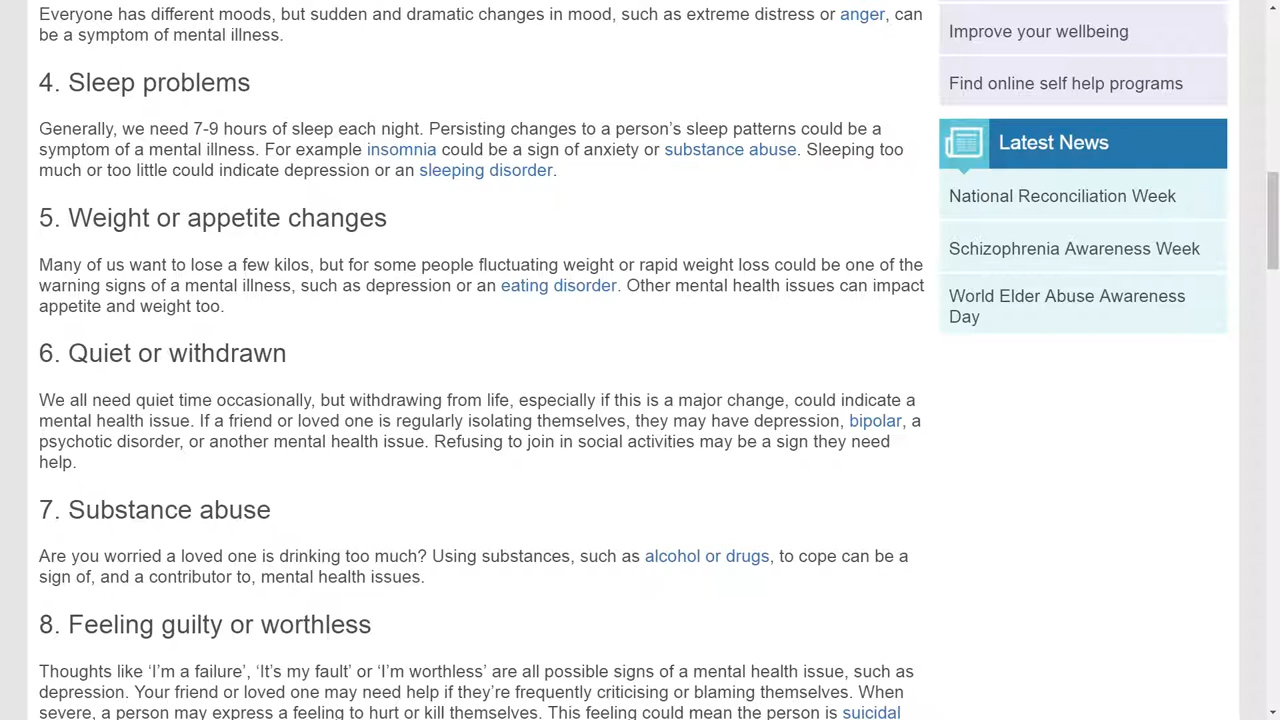 Everyone has different moods, but sudden and dramatic changes in mood, such as extreme distress or anger, can
be a symptom of mental illness.
4. Sleep problems
Generally, we need 7-9 hours of sleep each night. Persisting changes to a person’s sleep patterns could be a
symptom of a mental illness. For example insomnia could be a sign of anxiety or substance abuse. Sleeping too
much or too little could indicate depression or an sleeping disorder.
5. Weight or appetite changes
Many of us want to lose a few kilos, but for some people fluctuating weight or rapid weight loss could be one of the
warning signs of a mental illness, such as depression or an eating disorder. Other mental health issues can impact
appetite and weight too.
6. Quiet or withdrawn
We all need quiet time occasionally, but withdrawing from life, especially if this is a major change, could indicate a
mental health issue. If a friend or loved one is regularly isolating themselves, they may have depression, bipolar, a
psychotic disorder, or another mental health issue. Refusing to join in social activities may be a sign they need
help.
7. Substance abuse
Are you worried a loved one is drinking too much? Using substances, such as alcohol or drugs, to cope can be a
sign of, and a contributor to, mental health issues.
8. Feeling guilty or worthless
Thoughts like ‘I’m a failure’, ‘It’s my fault’ or ‘I’m worthless’ are all possible signs of a mental health issue, such as
depression. Your friend or loved one may need help if they’re frequently criticising or blaming themselves. When
severe, a person may express a feeling to hurt or kill themselves. This feeling could mean the person is suicidal
Improve your wellbeing
Find online self help programs
Latest News
National Reconciliation Week
Schizophrenia Awareness Week
World Elder Abuse Awareness
Day